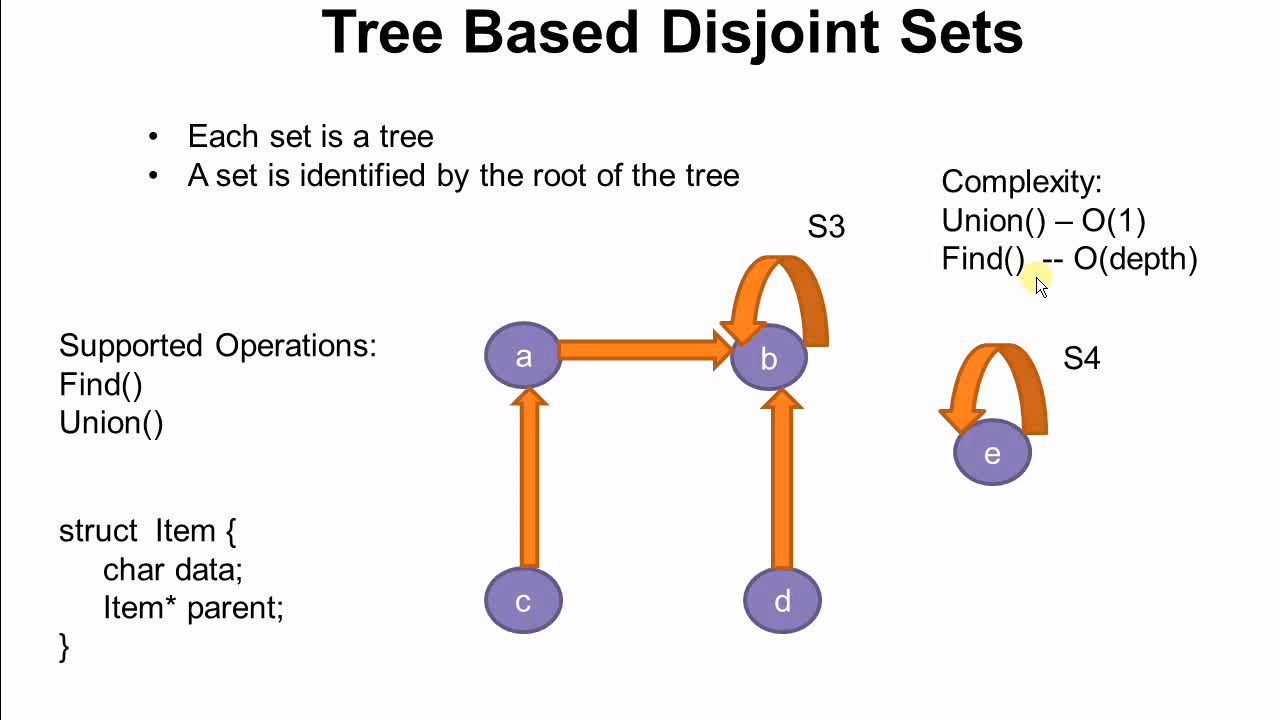 Tree Based Disjoint Sets
• Each set is a tree
• A set is identified by the root of the tree
Complexity:
Union() – O(1)
Find() -- O(depth)
S3
Supported Operations:
Find()
Union()
a
b
S4
e
struct Item {
char data;
Item* parent;
}
c
d